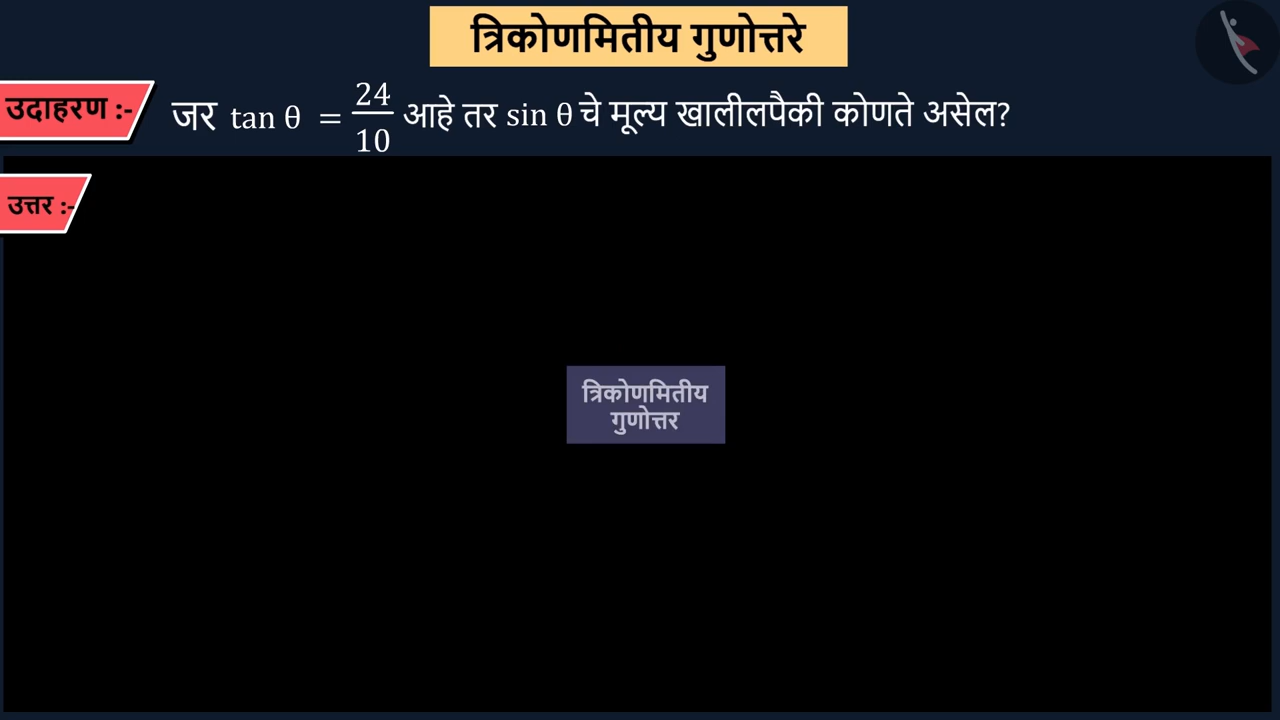 त्रिकोणमितीय गुणोत्तरे
उदाहरण :- जर tan θ = 24/10 आहे तर sin θ चे मूल्य खालीलपैकी कोणते असेल?
उत्तर :-
त्रिकोणमितीय
गुणोत्तर